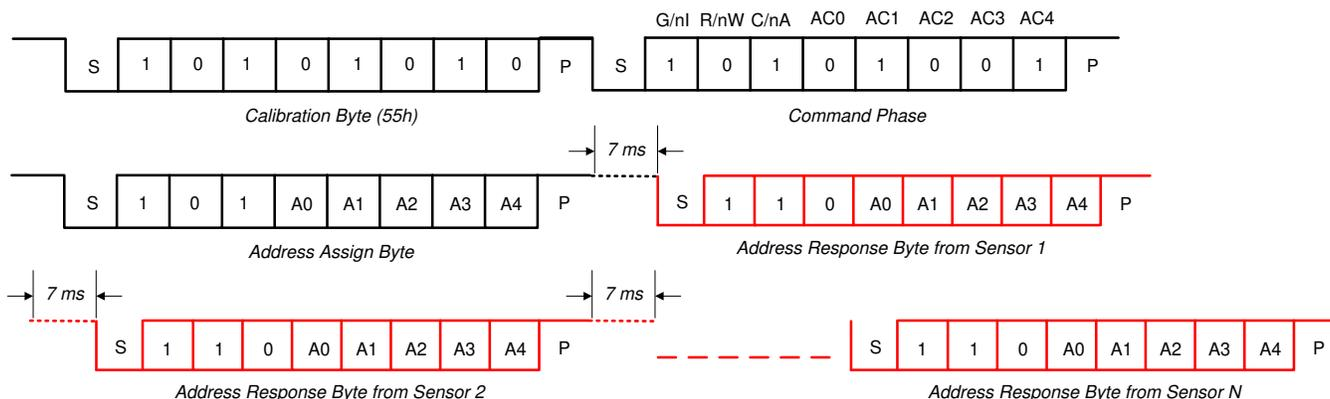 G/nI R/nW C/nA AC0 AC1 AC2 AC3 AC4
S 1 0 1 0 1 0 1 0 P S 1 0 1 0 1 0 0 1 P
Calibration Byte (55h) Command Phase
7 ms
S 1 0 1 A0 A1 A2 A3 A4 P S 1 1 0 A0 A1 A2 A3 A4 P
Address Assign Byte Address Response Byte from Sensor 1
7 ms 7 ms
S 1 1 0 A0 A1 A2 A3 A4 P S 1 1 0 A0 A1 A2 A3 A4 P
Address Response Byte from Sensor 2 Address Response Byte from Sensor N